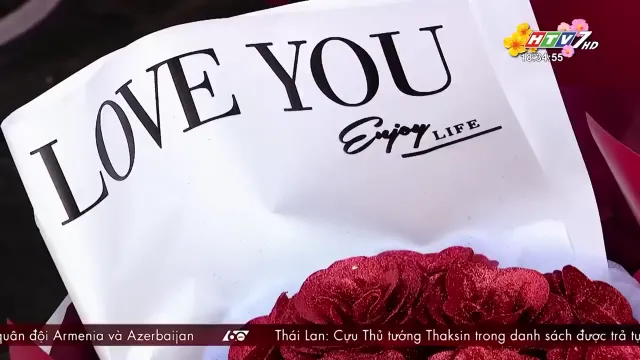 HTV7 HD
18:34:55
LOVE YOU
Enjoy LIFE
quân đội Armenia và Azerbaijan 60 Thái Lan: Cựu Thủ tướng Thaksin trong danh sách được trả tự